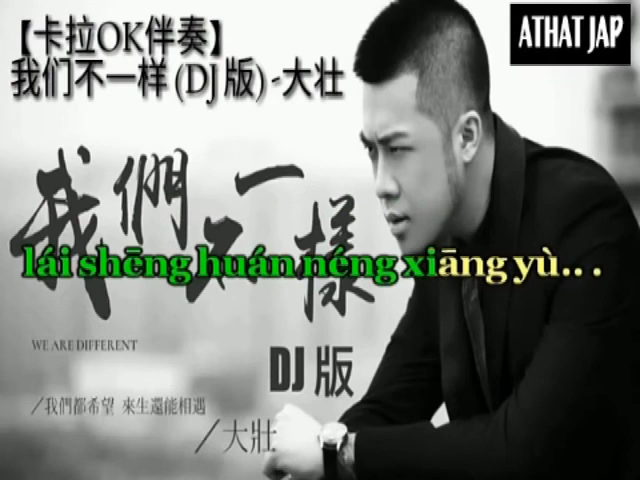 【卡拉OK伴奏】
我们不一样 (DJ 版) - 大壮
ATHAT JAP
我們不一樣
lái shēng huán néng xiāng yù.. .
WE ARE DIFFERENT
DJ 版
／我們都希望 來生還能相遇
／大壯